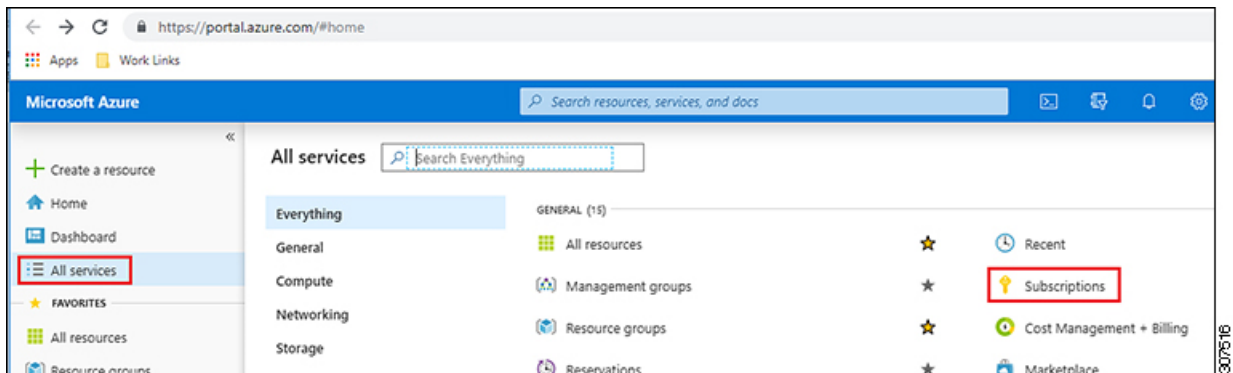 https://portal.azure.com/#home
Apps Work Links
Microsoft Azure
Search resources, services, and docs
«
Create a resource
Home
Dashboard
All services
FAVORITES
All resources
Resource groups
All services
Search Everything
Everything
General
Compute
Networking
Storage
GENERAL (15)
All resources
Management groups
Resource groups
Reservations
Recent
Subscriptions
Cost Management + Billing
Marketplace
307516